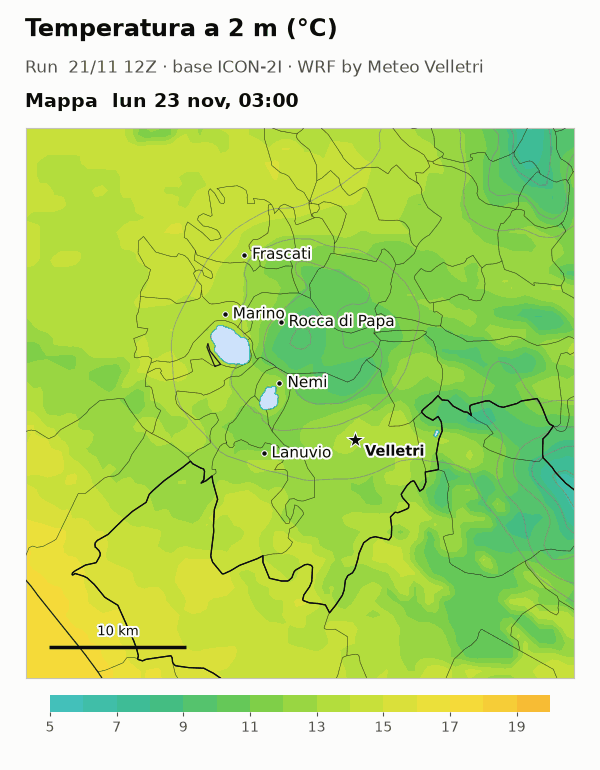 Temperatura a 2 m (°C)
Run  21/11 12Z · base ICON-2I · WRF by Meteo Velletri
Mappa  lun 23 nov, 03:00
Frascati
Marino
Rocca di Papa
Nemi
Velletri
Lanuvio
10 km
5 7 9 11 13 15 17 19